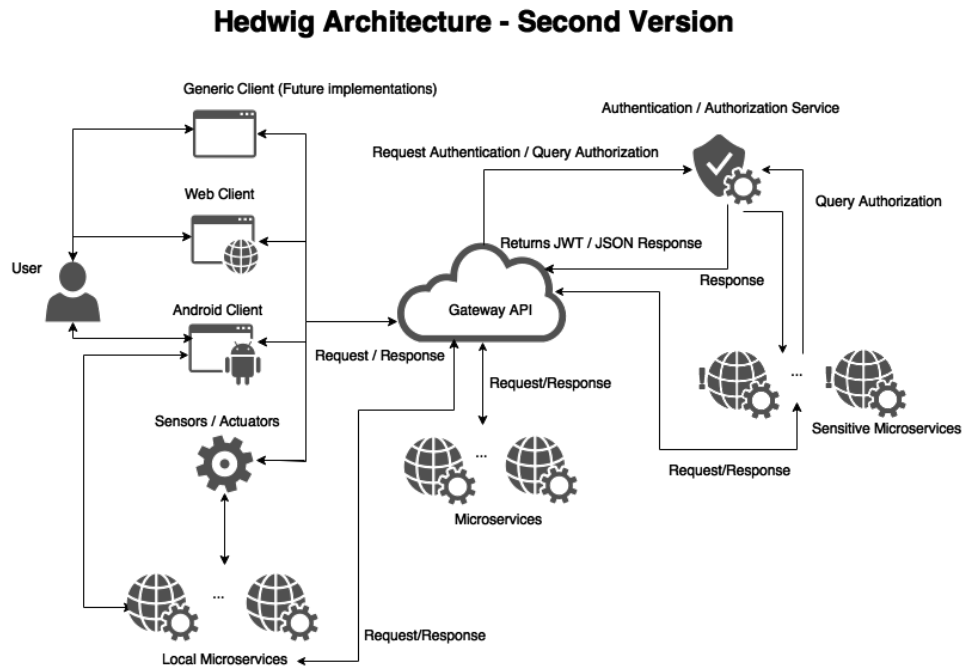 Hedwig Architecture - Second Version
Generic Client (Future implementations)
Authentication / Authorization Service
Request Authentication / Query Authorization
Web Client
Query Authorization
Returns JWT / JSON Response
User
Response
Android Client
Gateway API
Request / Response
Request/Response
...
Sensors / Actuators
Sensitive Microservices
...
Request/Response
Microservices
...
Request/Response
Local Microservices